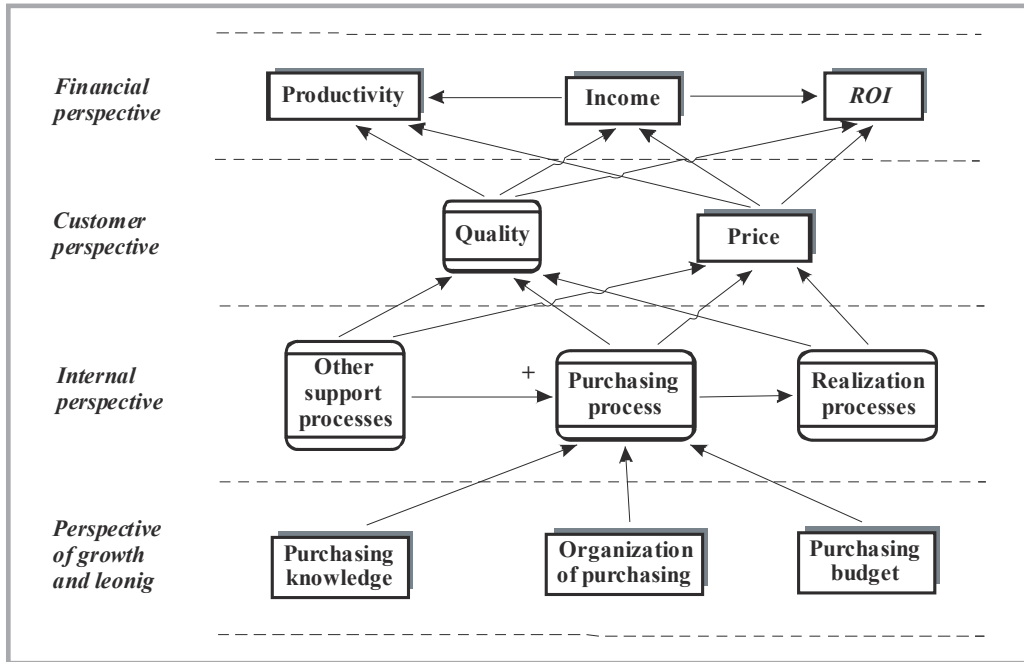 Financial
perspective
Productivity
Income
ROI
Customer
perspective
Quality
Price
Internal
perspective
Other
support
processes
+
Purchasing
process
Realization
processes
Perspective
of growth
and leonig
Purchasing
knowledge
Organization
of purchasing
Purchasing
budget